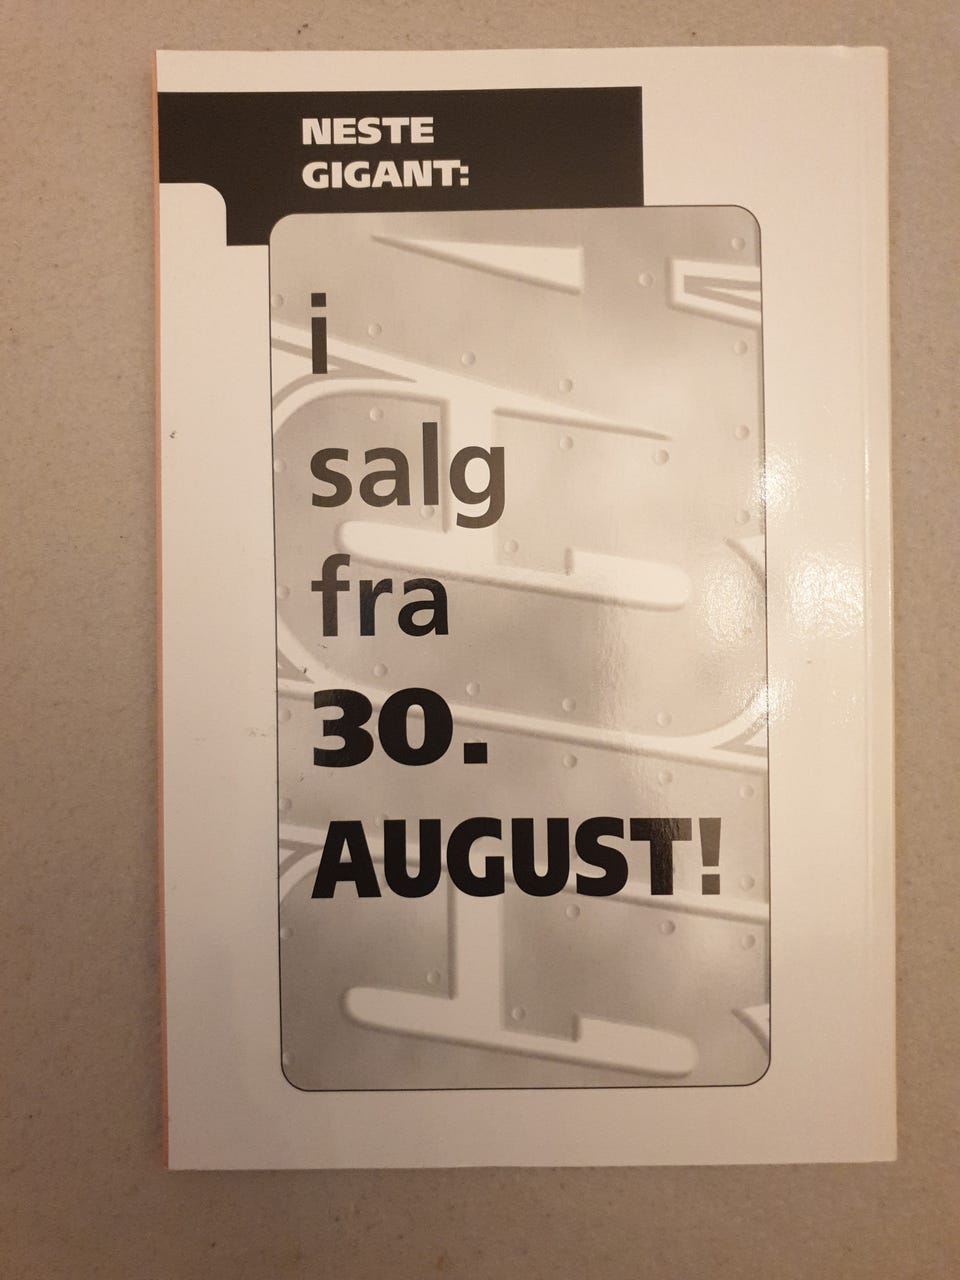 NESTE
GIGANT:
i
salg
fra
30.
AUGUST!